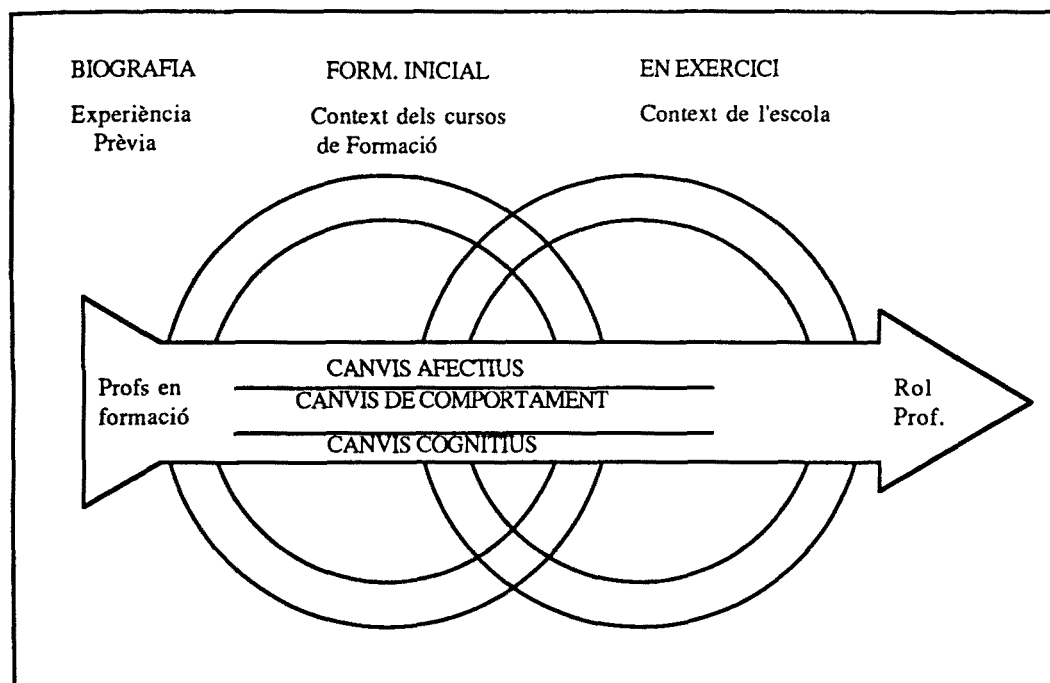 BIOGRAFIA
Experiència
Prèvia
FORM. INICIAL
Context dels cursos
de Formació
EN EXERCICI
Context de l'escola
Profs en
formació
CANVIS AFECTIUS
CANVIS DE COMPORTAMENT
CANVIS COGNITIUS
Rol
Prof.